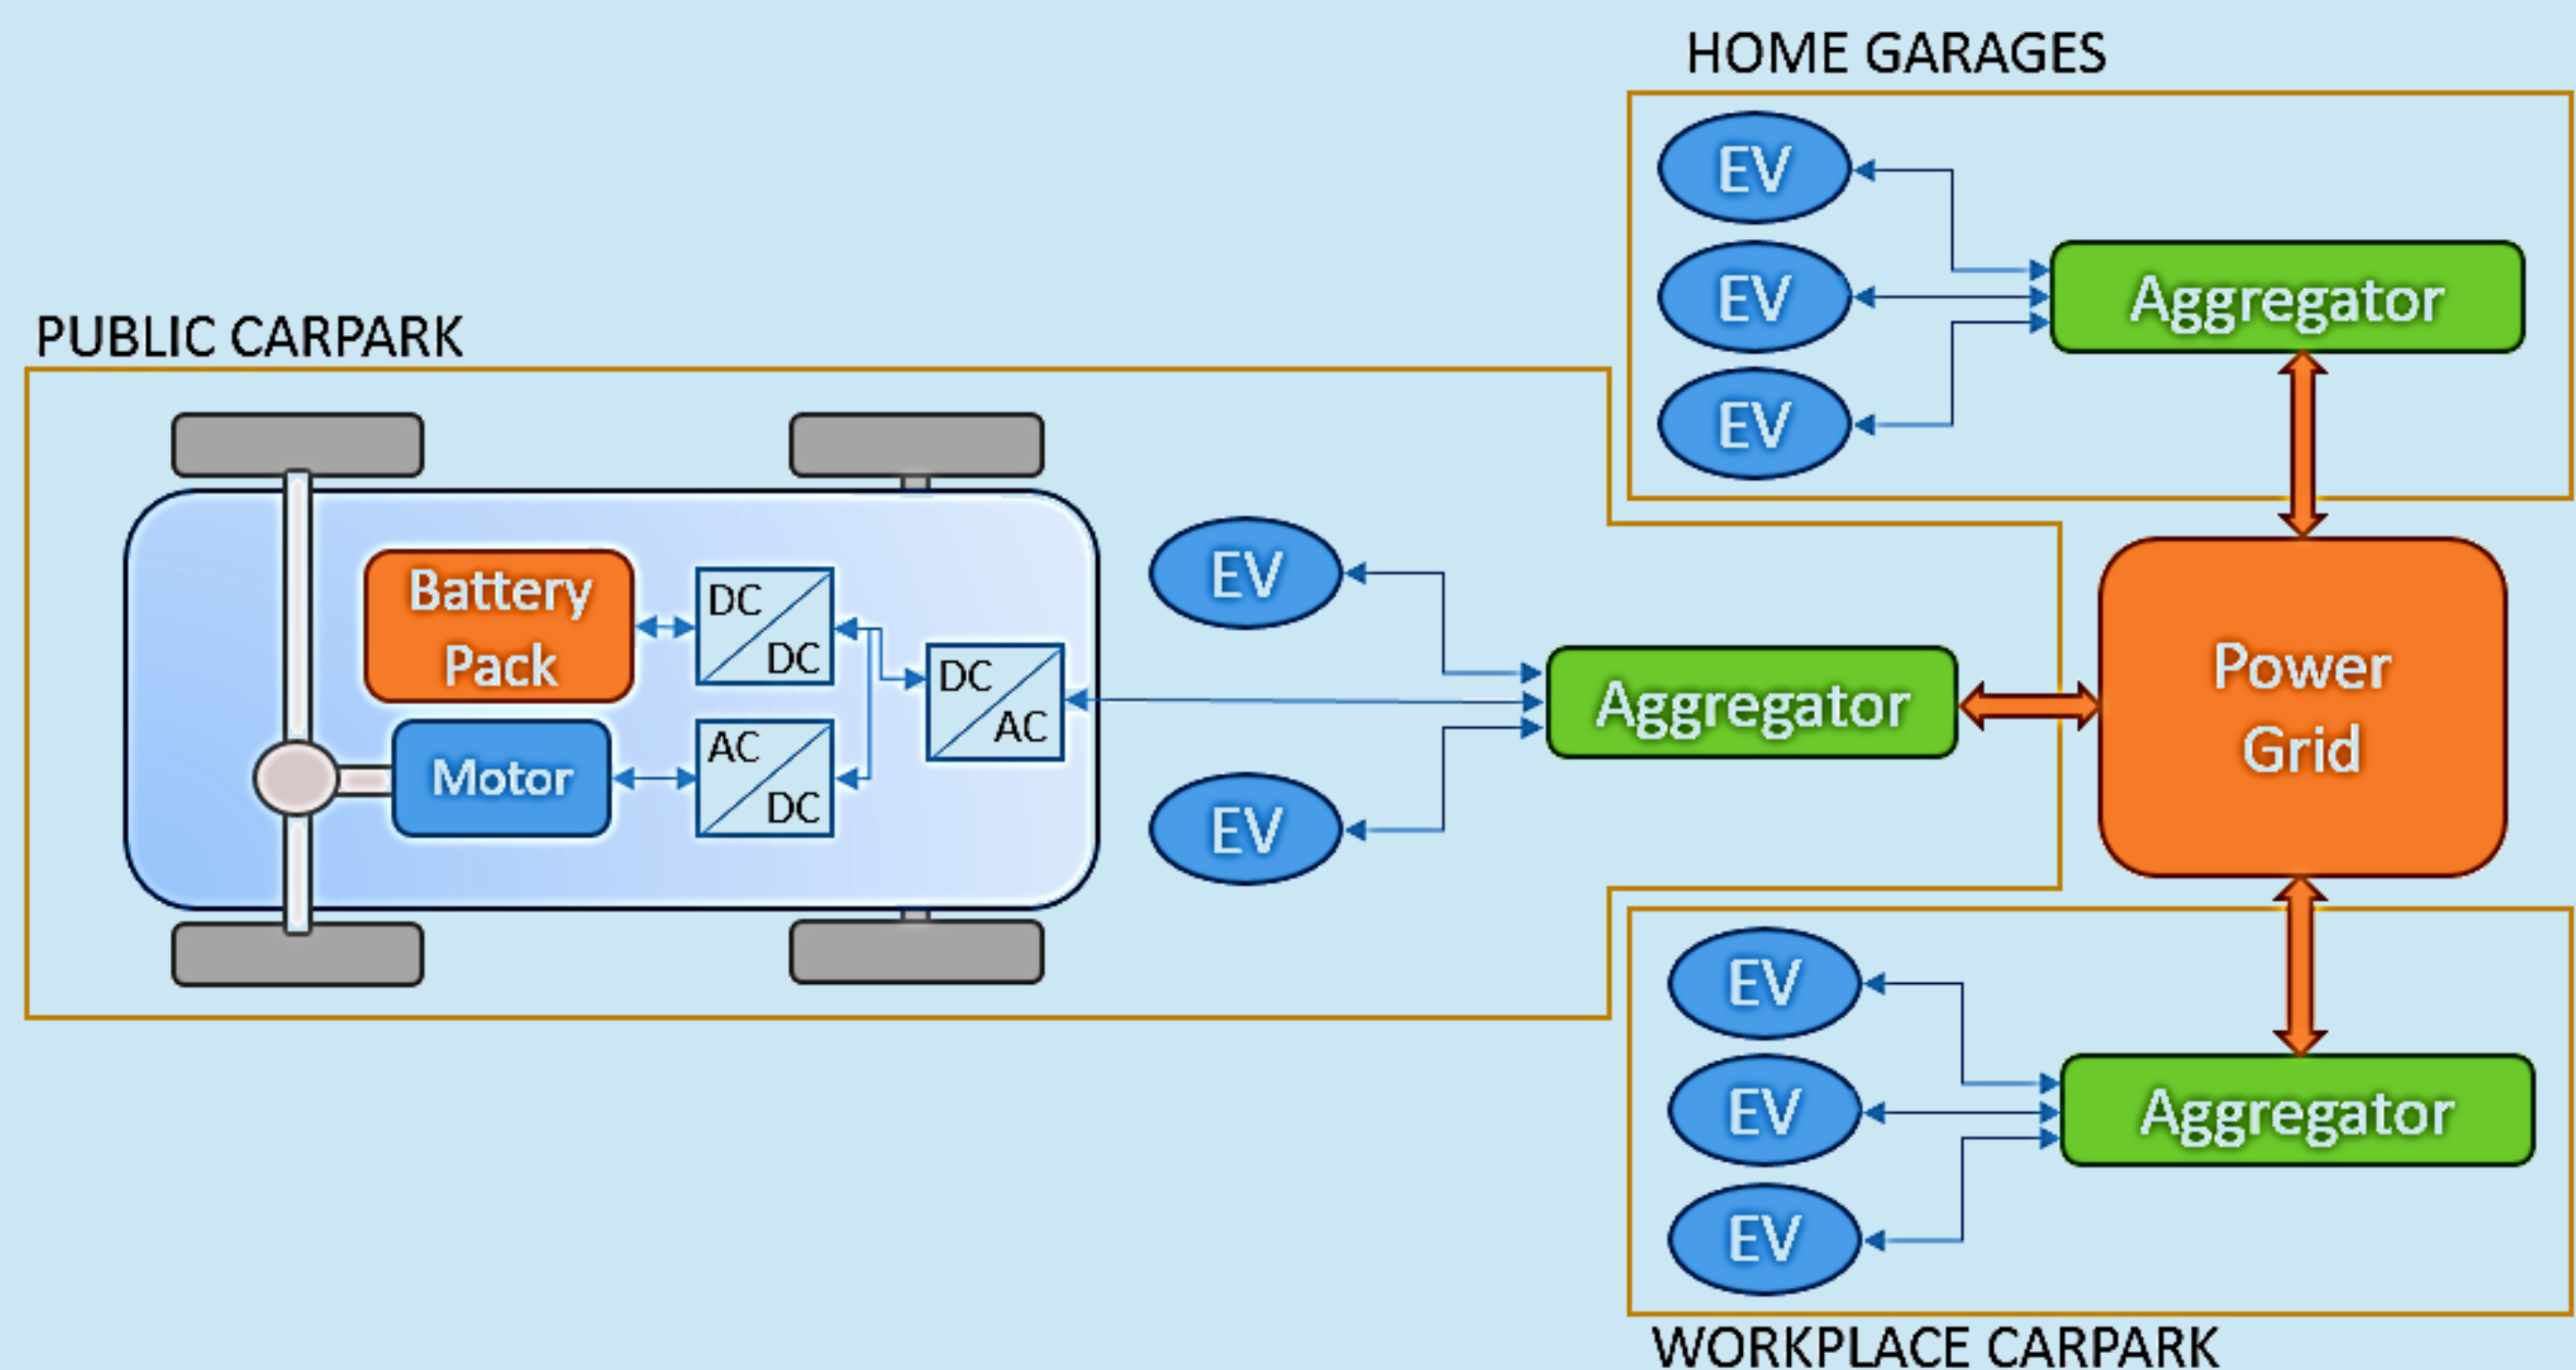 HOME GARAGES
EV
EV
EV
Aggregator
PUBLIC CARPARK
Battery
Pack
DC
DC
Motor
AC
DC
DC
AC
EV
EV
Aggregator
Power
Grid
EV
EV
EV
Aggregator
WORKPLACE CARPARK